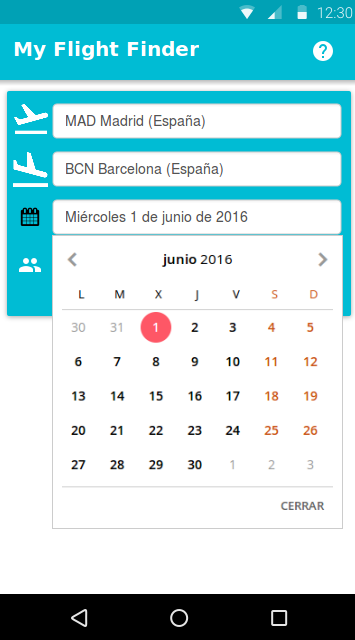 12:30
My Flight Finder ?
MAD Madrid (España)
BCN Barcelona (España)
Miércoles 1 de junio de 2016
junio 2016
L M X J V S D
30 31 1 2 3 4 5
6 7 8 9 10 11 12
13 14 15 16 17 18 19
20 21 22 23 24 25 26
27 28 29 30 1 2 3
CERRAR